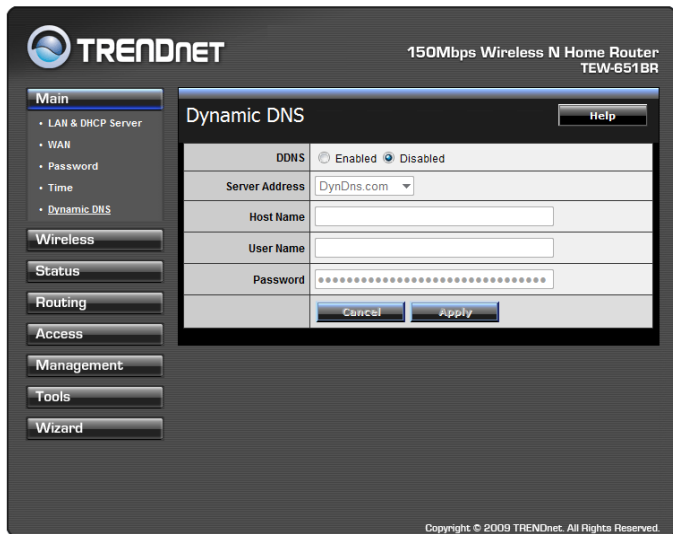 TRENDNET
150Mbps Wireless N Home Router
TEW-651BR
Main
• LAN & DHCP Server
• WAN
• Password
• Time
• Dynamic DNS
Wireless
Status
Routing
Access
Management
Tools
Wizard
Dynamic DNS
Help
DDNS Enabled Disabled
Server Address DynDns.com
Host Name
User Name
Password ••••••••••••••••••••••••••••••••
Cancel Apply
Copyright © 2009 TRENDnet. All Rights Reserved.